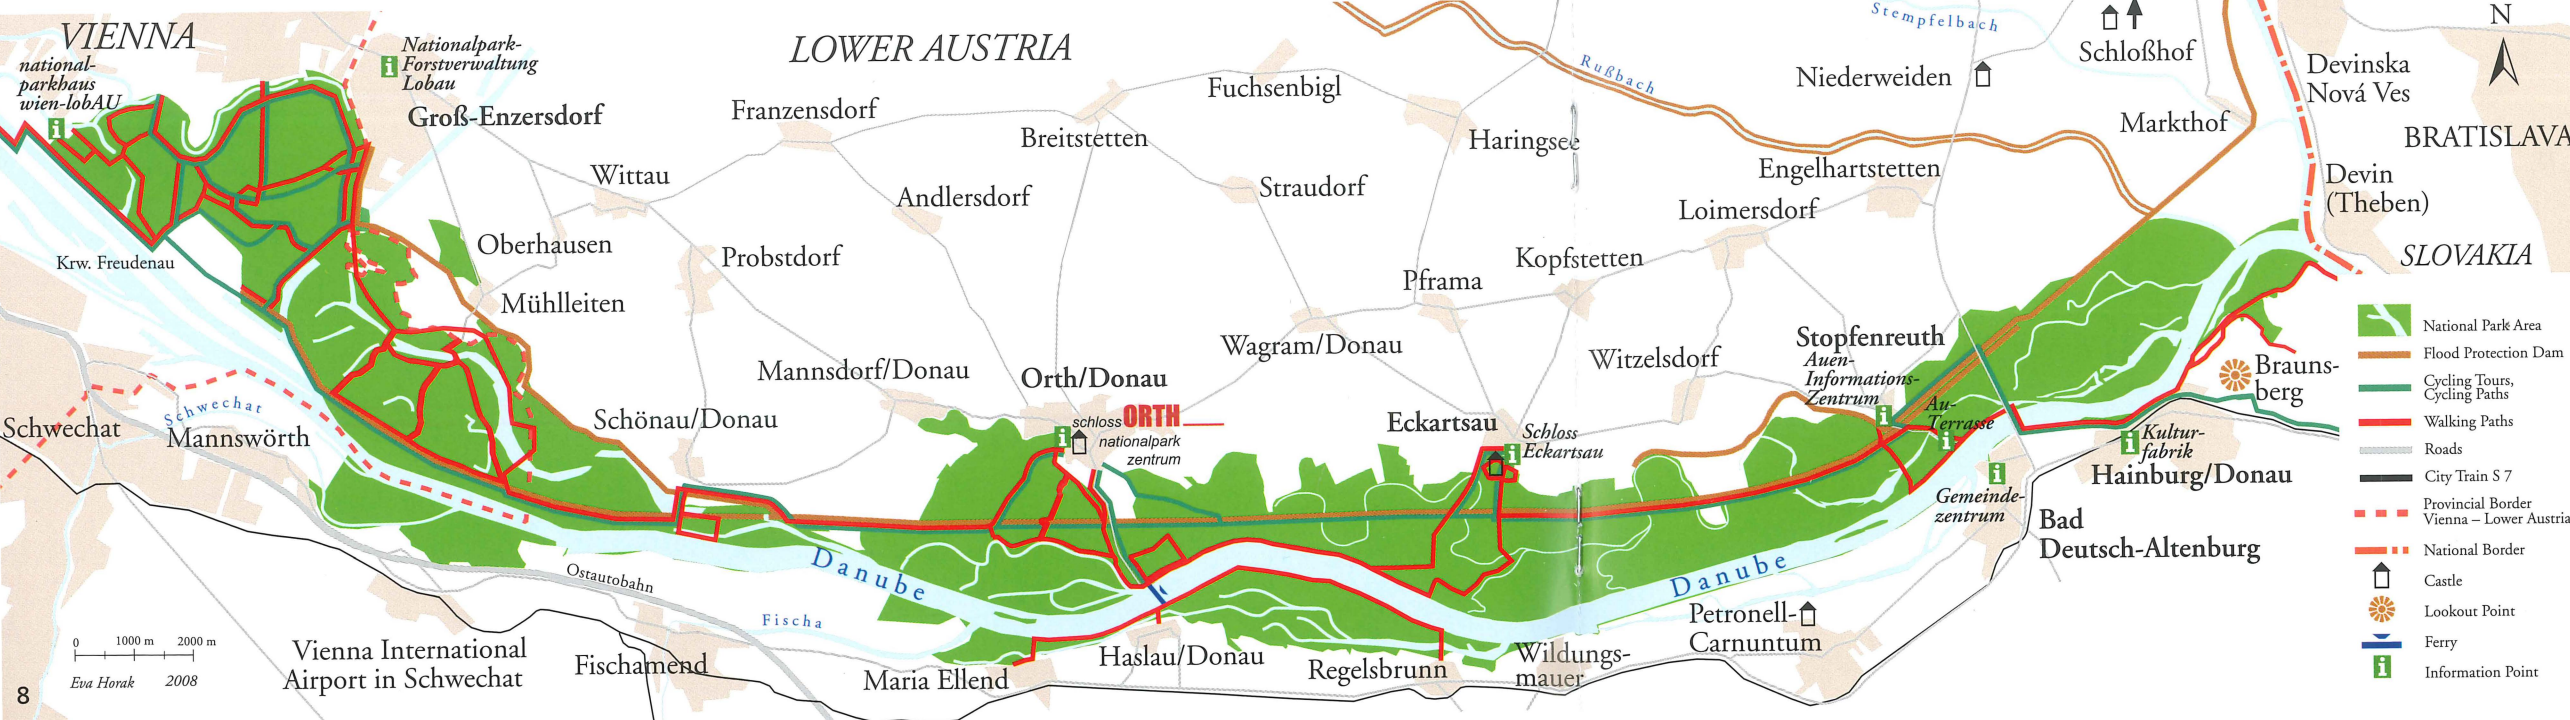 VIENNA
national-
parkhaus
wien-lobAU
Nationalpark-
Forstverwaltung
Lobau
Groß-Enzersdorf
LOWER AUSTRIA
Franzensdorf
Wittau
Breitstetten
Fuchsenbigl
Haringsee
Andlersdorf
Straudorf
Rußbach
Stempfelbach
Niederweiden
Schloßhof
Markthof
Engelhartstetten
Loimersdorf
Devinska
Nová Ves
BRATISLAVA
Devin
(Theben)
SLOVAKIA
N
Krw. Freudenau
Oberhausen
Mühlleiten
Probstdorf
Kopfstetten
Pframa
Wagram/Donau
Witzelsdorf
Mannsdorf/Donau
Orth/Donau
schloss ORTH
nationalpark
zentrum
Schönau/Donau
Eckartsau
Schloss
Eckartsau
Stopfenreuth
Auen-
Informations-
Zentrum
Au-
Terrasse
Gemeinde-
zentrum
Kultur-
fabrik
Hainburg/Donau
Brauns-
berg
Bad
Deutsch-Altenburg
Schwechat
Schwechat
Mannswörth
Danube
Danube
Ostautobahn
Fischa
Vienna International
Airport in Schwechat
Fischamend
Maria Ellend
Haslau/Donau
Regelsbrunn
Wildungs-
mauer
Petronell-
Carnuntum
0 1000 m 2000 m
Eva Horak 2008
8
National Park Area
Flood Protection Dam
Cycling Tours,
Cycling Paths
Walking Paths
Roads
City Train S 7
Provincial Border
Vienna – Lower Austria
National Border
Castle
Lookout Point
Ferry
Information Point